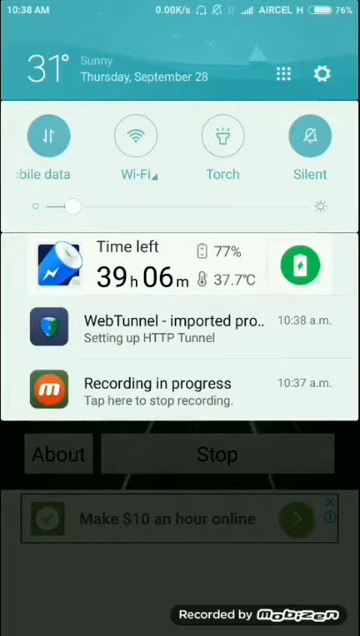 10:38 AM 0.00K/s AIRCEL H 76%
31° Sunny
Thursday, September 28
bile data Wi-Fi Torch Silent
Time left 77%
39h 06m 37.7℃
WebTunnel - imported pro.. 10:38 a.m.
Setting up HTTP Tunnel
Recording in progress 10:37 a.m.
Tap here to stop recording.
About Stop
Make $10 an hour online
Recorded by mobizen